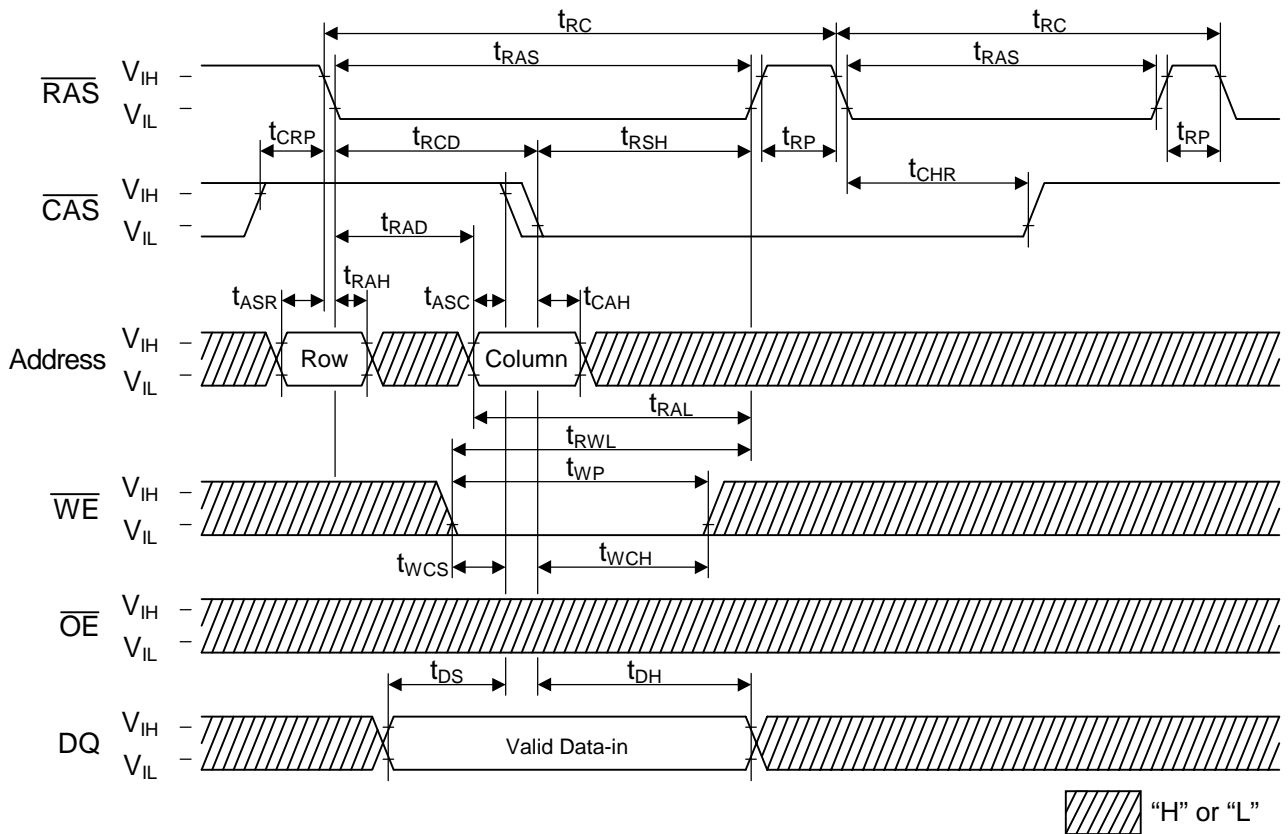 tRC tRC
tRAS tRAS
RAS VIH
VIL
tCRP tRCD tRSH tRP tRP
tCHR
CAS VIH
VIL
tRAD
tRAH
tASR tASC tCAH
Address VIH Row Column
VIL
tRAL
tRWL
tWP
WE VIH
VIL
tWCS tWCH
OE VIH
VIL
tDS tDH
DQ VIH
VIL
Valid Data-in
“H” or “L”